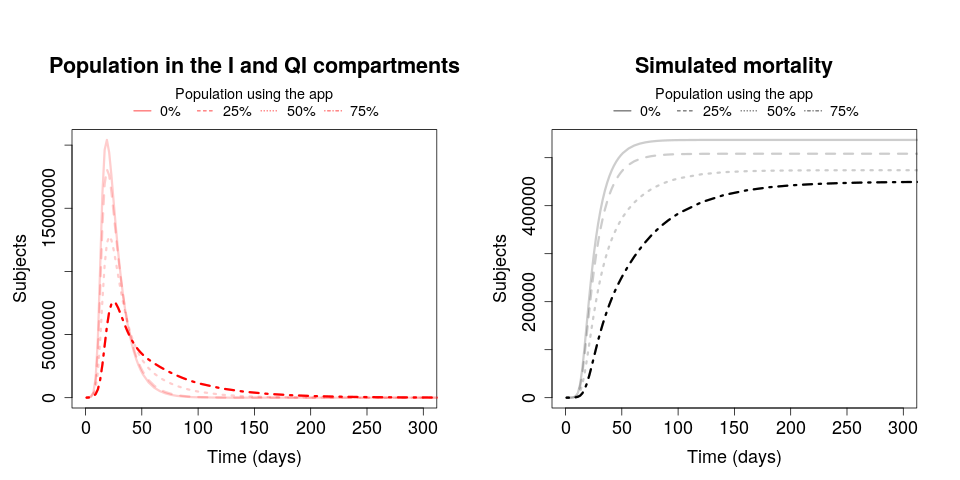 Population in the I and QI compartments
Population using the app
0% 25% 50% 75%
Subjects
0 5000000 15000000
0 50 100 150 200 250 300
Time (days)
Simulated mortality
Population using the app
0% 25% 50% 75%
Subjects
0 200000 400000
0 50 100 150 200 250 300
Time (days)